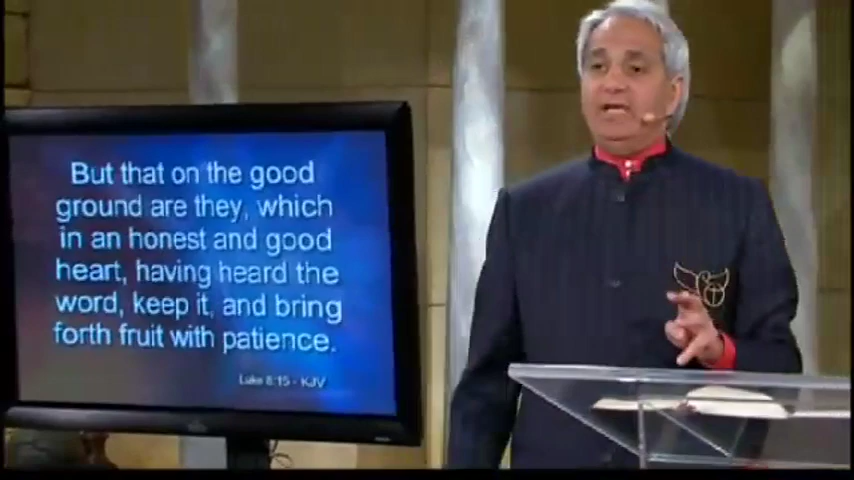 But that on the good
ground are they, which
in an honest and good
heart, having heard the
word, keep it, and bring
forth fruit with patience.
Luke 8:15 - KJV